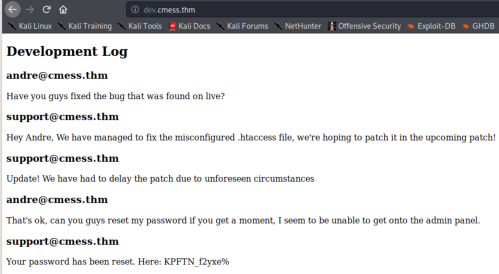 dev.cmess.thm
Kali Linux Kali Training Kali Tools Kali Docs Kali Forums NetHunter Offensive Security Exploit-DB GHDB
Development Log
andre@cmess.thm
Have you guys fixed the bug that was found on live?
support@cmess.thm
Hey Andre, We have managed to fix the misconfigured .htaccess file, we're hoping to patch it in the upcoming patch!
support@cmess.thm
Update! We have had to delay the patch due to unforeseen circumstances
andre@cmess.thm
That's ok, can you guys reset my password if you get a moment, I seem to be unable to get onto the admin panel.
support@cmess.thm
Your password has been reset. Here: KPFTN_f2yxe%